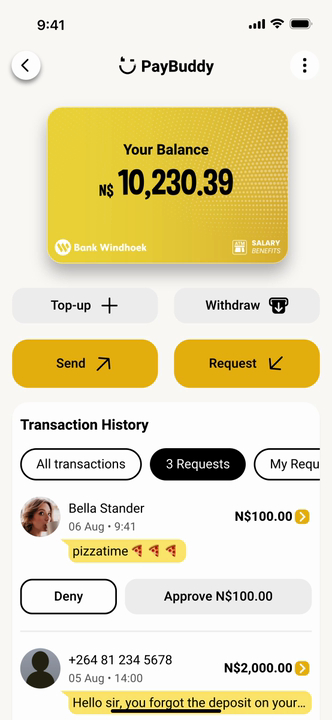 9:41
PayBuddy
Your Balance
N$ 10,230.39
Bank Windhoek
SALARY
BENEFITS
Top-up
Withdraw
Send
Request
Transaction History
All transactions
3 Requests
My Requ
Bella Stander
N$100.00
06 Aug • 9:41
pizzatime 🍕 🍕 🍕
Deny
Approve N$100.00
+264 81 234 5678
N$2,000.00
05 Aug • 14:00
Hello sir, you forgot the deposit on your...